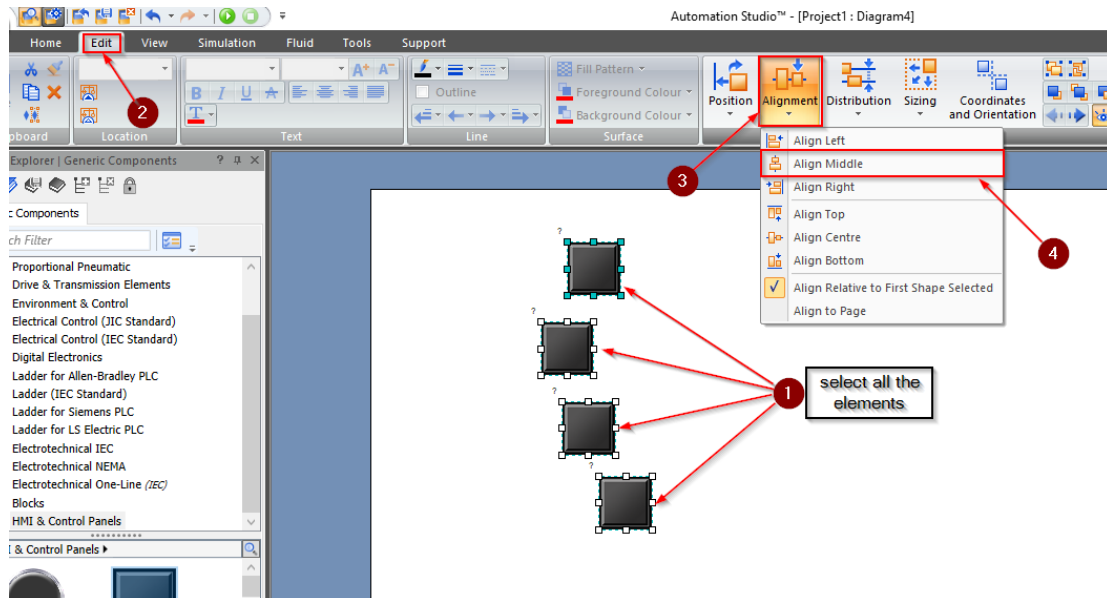 Automation Studio™ - [Project1 : Diagram4]
Home Edit View Simulation Fluid Tools Support
A+ A-
B I U A
T
Outline
Fill Pattern
Foreground Colour
Background Colour
Position Alignment Distribution Sizing Coordinates
and Orientation
pboard Location Text Line Surface
2
3
4
Align Left
Align Middle
Align Right
Align Top
Align Centre
Align Bottom
Align Relative to First Shape Selected
Align to Page
Explorer | Generic Components ?
c Components
ch Filter
Proportional Pneumatic
Drive & Transmission Elements
Environment & Control
Electrical Control (JIC Standard)
Electrical Control (IEC Standard)
Digital Electronics
Ladder for Allen-Bradley PLC
Ladder (IEC Standard)
Ladder for Siemens PLC
Ladder for LS Electric PLC
Electrotechnical IEC
Electrotechnical NEMA
Electrotechnical One-Line (IEC)
Blocks
HMI & Control Panels
I & Control Panels
?
?
?
?
1
select all the
elements